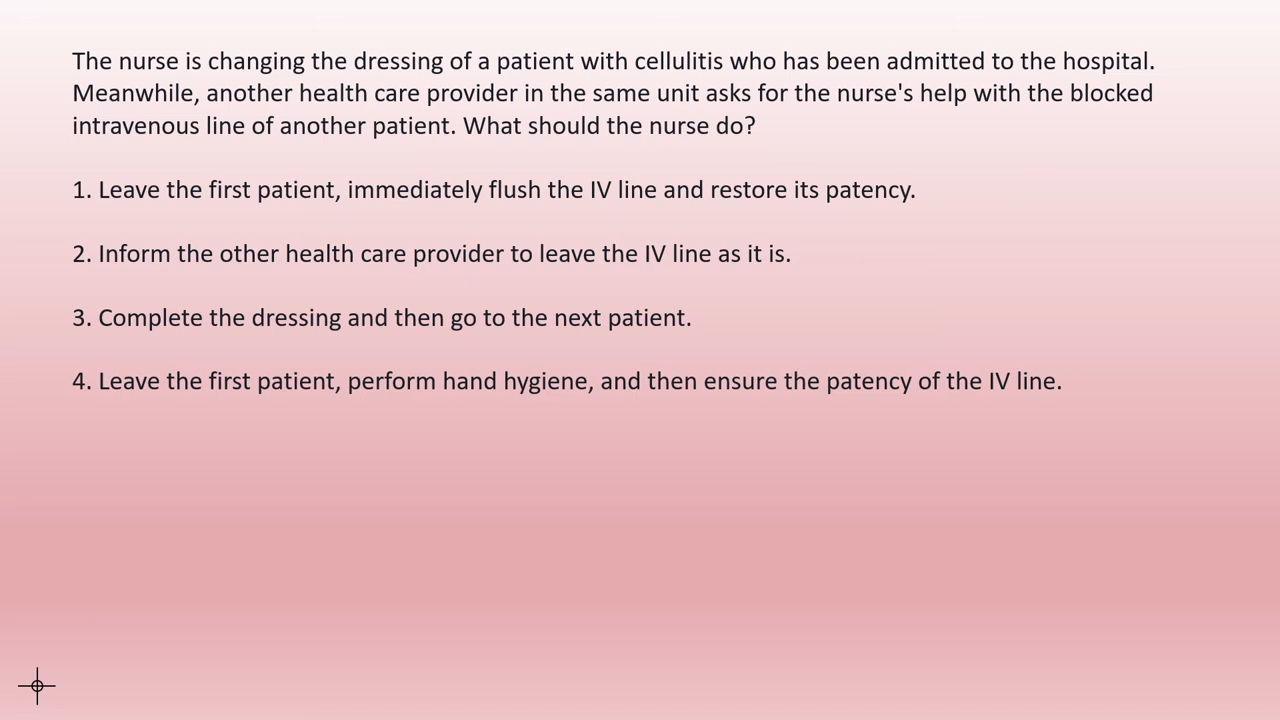 The nurse is changing the dressing of a patient with cellulitis who has been admitted to the hospital.
Meanwhile, another health care provider in the same unit asks for the nurse's help with the blocked
intravenous line of another patient. What should the nurse do?
1. Leave the first patient, immediately flush the IV line and restore its patency.
2. Inform the other health care provider to leave the IV line as it is.
3. Complete the dressing and then go to the next patient.
4. Leave the first patient, perform hand hygiene, and then ensure the patency of the IV line.